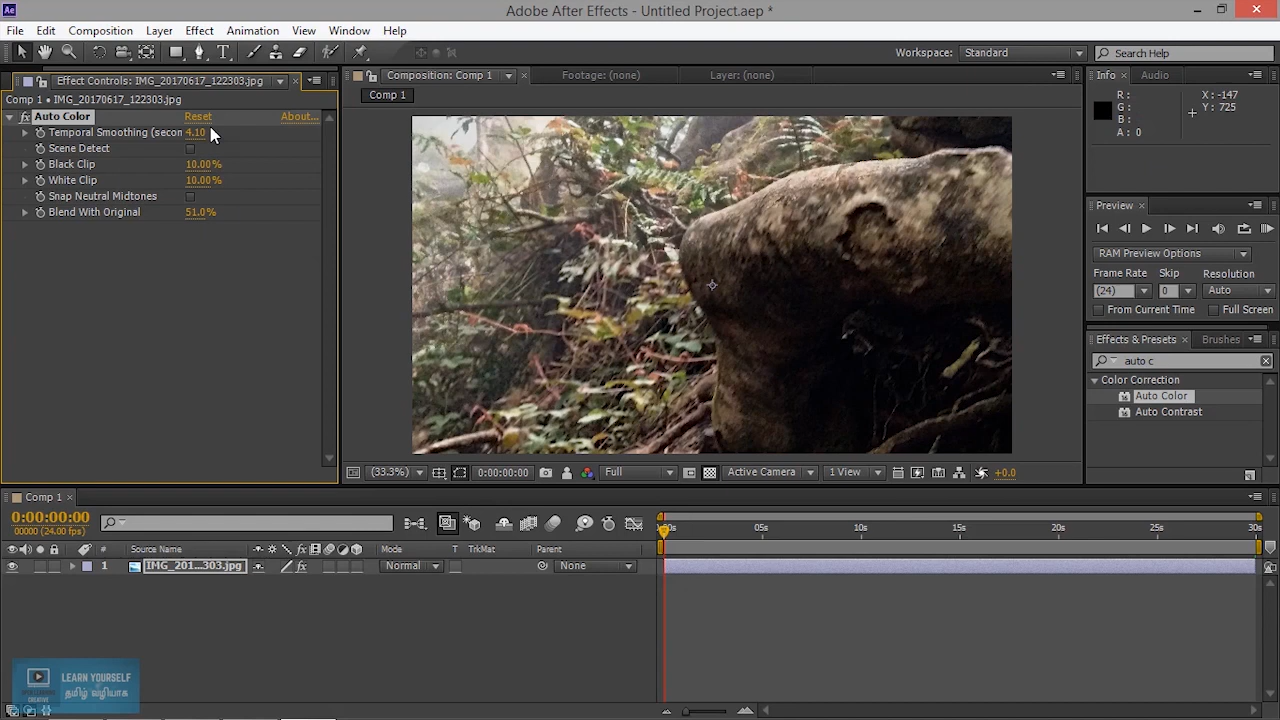 Ae
Adobe After Effects - Untitled Project.aep *
File Edit Composition Layer Effect Animation View Window Help
Workspace: Standard Search Help
Effect Controls: IMG_20170617_122303.jpg
Composition: Comp 1 Footage: (none) Layer: (none)
Info Audio
Comp 1 • IMG_20170617_122303.jpg
Comp 1
R: X: -147
G: Y: 725
B:
A: 0
fx Auto Color Reset About...
Temporal Smoothing (secon 4.10
Scene Detect
Black Clip 10.00%
White Clip 10.00%
Snap Neutral Midtones
Blend With Original 51.0%
Preview
RAM Preview Options
Frame Rate Skip Resolution
(24) 0 Auto
From Current Time Full Screen
Effects & Presets Brushes
auto c
Color Correction
Auto Color
Auto Contrast
(33.3%) 0:00:00:00 Full Active Camera 1 View +0.0
Comp 1
0:00:00:00
00000 (24.00 fps)
05s 10s 15s 20s 25s 30s
# Source Name fx Mode T TrkMat Parent
1 IMG_201...303.jpg fx Normal None
LEARN YOURSELF
தமிழ் வழியாக
CREATIVE